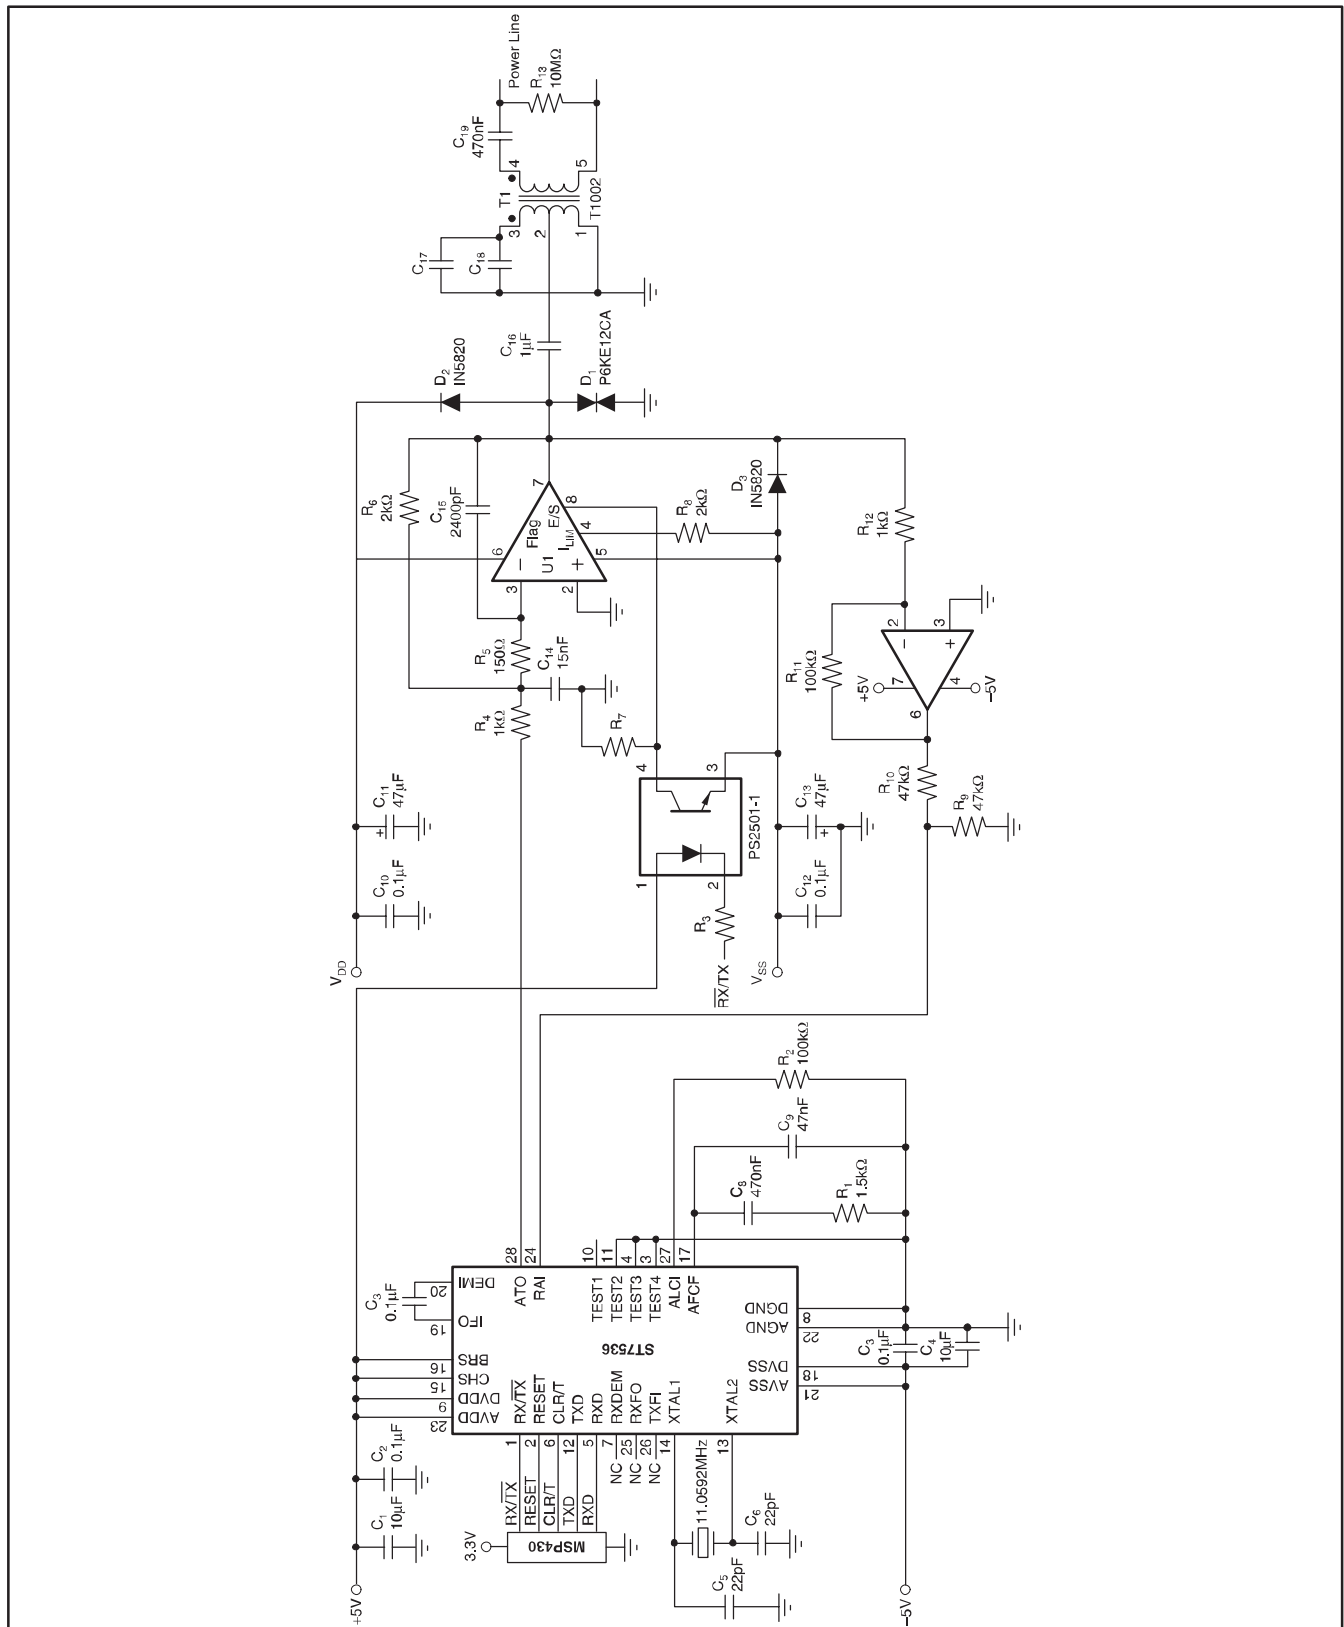 Power Line
R13
10MΩ
C19
470nF
4
5
T1
T1002
3
2
1
C17
C18
C16
1μF
D2
IN5820
D1
P6KE12CA
R6
2kΩ
C15
2400pF
7
Flag
E/S
8
6
U1
ILIM
4
5
3
2
−
+
R8
2kΩ
D3
IN5820
R12
1kΩ
R5
150Ω
C14
15nF
R4
1kΩ
R7
R11
100kΩ
2
3
−
+
+5V
7
4
–5V
6
R10
47kΩ
R9
47kΩ
C11
47μF
+
C10
0.1μF
VDD
4
3
PS2501-1
1
2
R3
RX/TX
C13
47μF
+
C12
0.1μF
VSS
R2
100kΩ
C9
47nF
C8
470nF
R1
1.5kΩ
C3
0.1μF
20
DEMI
19
IFO
16
BRS
15
CHS
9
DVDD
23
AVDD
28
ATO
24
RAI
10
TEST1
11
TEST2
4
TEST3
3
TEST4
27
ALCI
17
AFCF
ST7536
DGND
8
AGND
22
DVSS
18
AVSS
21
C3
0.1μF
C4
10μF
RX/TX
1
RESET
2
CLR/T
6
TXD
12
RXD
5
RXDEM
7
NC
RXFO
25
NC
TXFI
26
NC
XTAL1
14
XTAL2
13
C2
0.1μF
C1
10μF
+5V
3.3V
MSP430
RX/TX
RESET
CLR/T
TXD
RXD
11.0592MHz
C6
22pF
C5
22pF
–5V